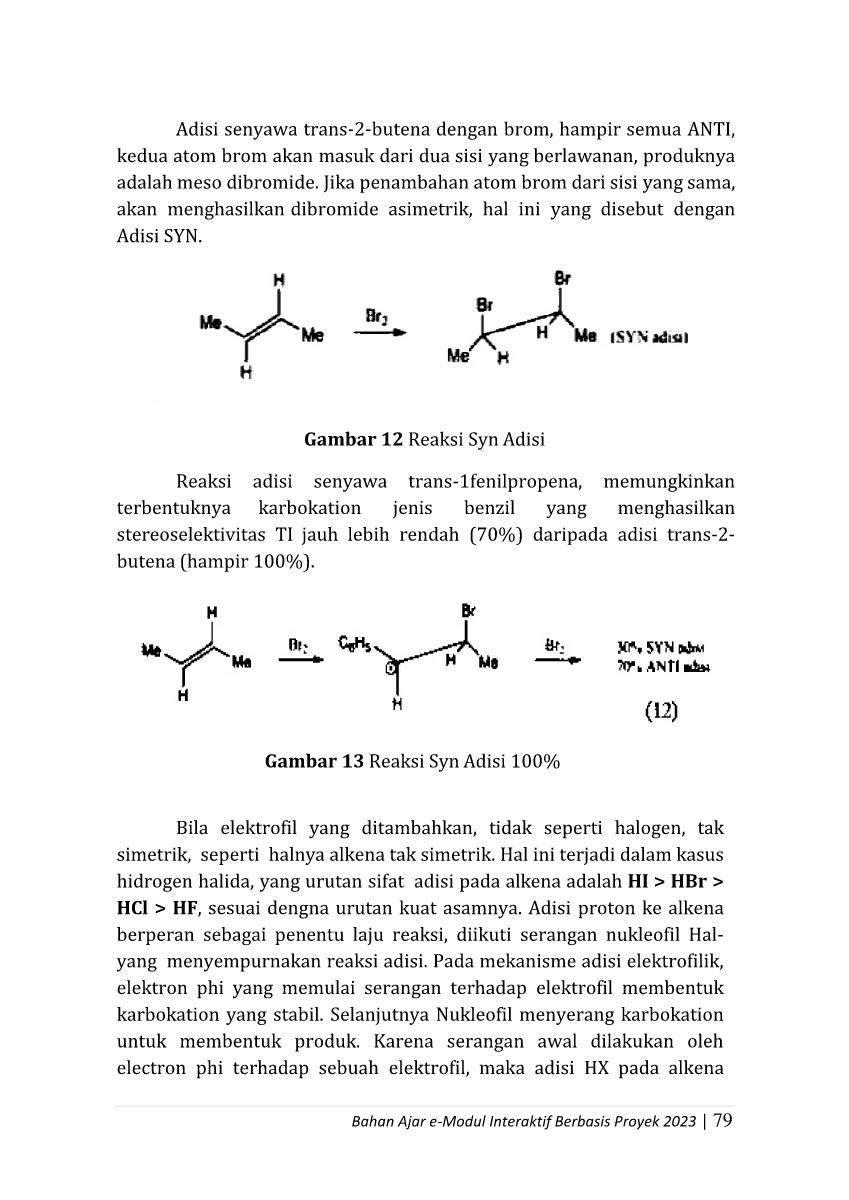 Adisi senyawa trans-2-butena dengan brom, hampir semua ANTI,
kedua atom brom akan masuk dari dua sisi yang berlawanan, produknya
adalah meso dibromide. Jika penambahan atom brom dari sisi yang sama,
akan menghasilkan dibromide asimetrik, hal ini yang disebut dengan
Adisi SYN.
H
Me
Me
H
Br₂
Br
Br
H
Me
Me
H
(SYN adisi)
Gambar 12 Reaksi Syn Adisi
Reaksi adisi senyawa trans-1fenilpropena, memungkinkan
terbentuknya karbokation jenis benzil yang menghasilkan
stereoselektivitas TI jauh lebih rendah (70%) daripada adisi trans-2-
butena (hampir 100%).
H
Me
Me
H
Br₂
C₆H₅
Br
H
Me
H
Br₂
30% SYN adisi
70% ANTI adisi
(12)
Gambar 13 Reaksi Syn Adisi 100%
Bila elektrofil yang ditambahkan, tidak seperti halogen, tak
simetrik, seperti halnya alkena tak simetrik. Hal ini terjadi dalam kasus
hidrogen halida, yang urutan sifat adisi pada alkena adalah HI > HBr >
HCl > HF, sesuai dengna urutan kuat asamnya. Adisi proton ke alkena
berperan sebagai penentu laju reaksi, diikuti serangan nukleofil Hal-
yang menyempurnakan reaksi adisi. Pada mekanisme adisi elektrofilik,
elektron phi yang memulai serangan terhadap elektrofil membentuk
karbokation yang stabil. Selanjutnya Nukleofil menyerang karbokation
untuk membentuk produk. Karena serangan awal dilakukan oleh
electron phi terhadap sebuah elektrofil, maka adisi HX pada alkena
Bahan Ajar e-Modul Interaktif Berbasis Proyek 2023 | 79